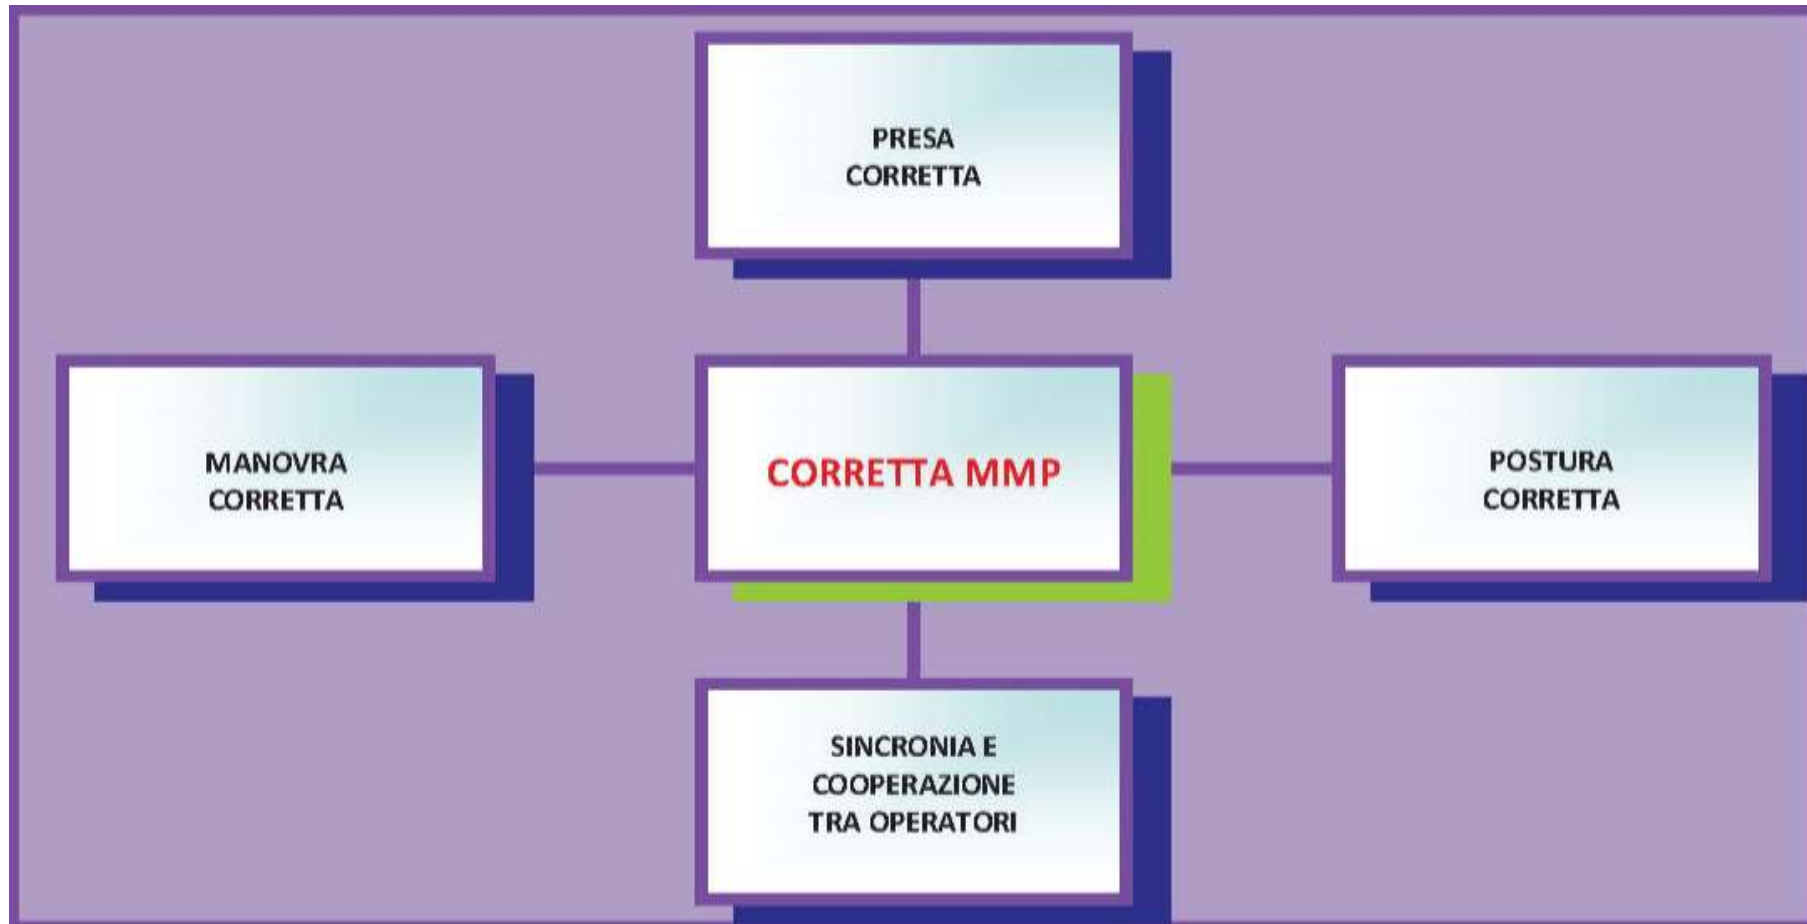 PRESA
CORRETTA
MANOVRA
CORRETTA
CORRETTA MMP
POSTURA
CORRETTA
SINCRONIA E
COOPERAZIONE
TRA OPERATORI